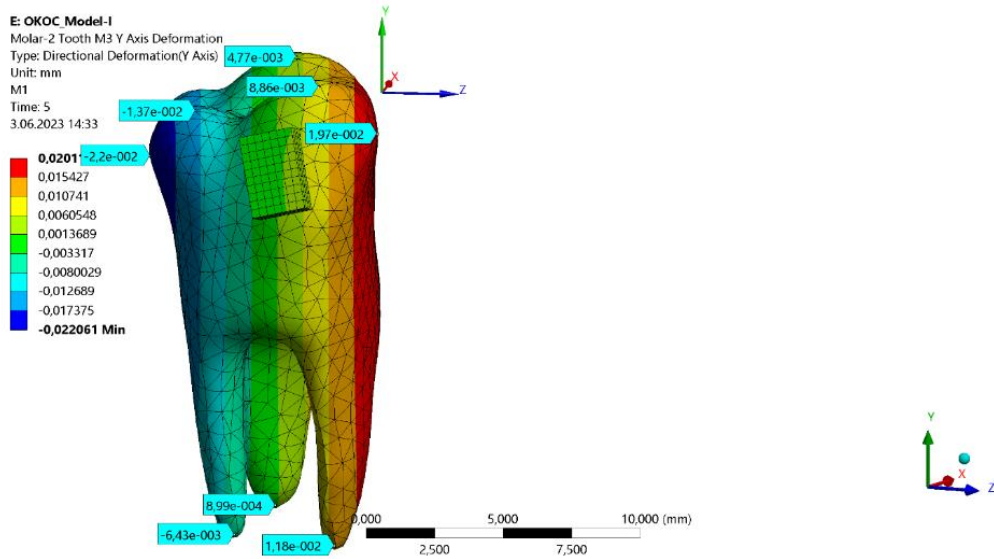 E: OKOC_Model-I
Molar-2 Tooth M3 Y Axis Deformation
Type: Directional Deformation(Y Axis)
Unit: mm
M1
Time: 5
3.06.2023 14:33
4,77e-003
8,86e-003
-1,37e-002
1,97e-002
-2,2e-002
0,0201
0,015427
0,010741
0,0060548
0,0013689
-0,003317
-0,0080029
-0,012689
-0,017375
-0,022061 Min
8,99e-004
-6,43e-003
1,18e-002
0,000
5,000
10,000 (mm)
2,500
7,500
Y
X
Z
Y
X
Z